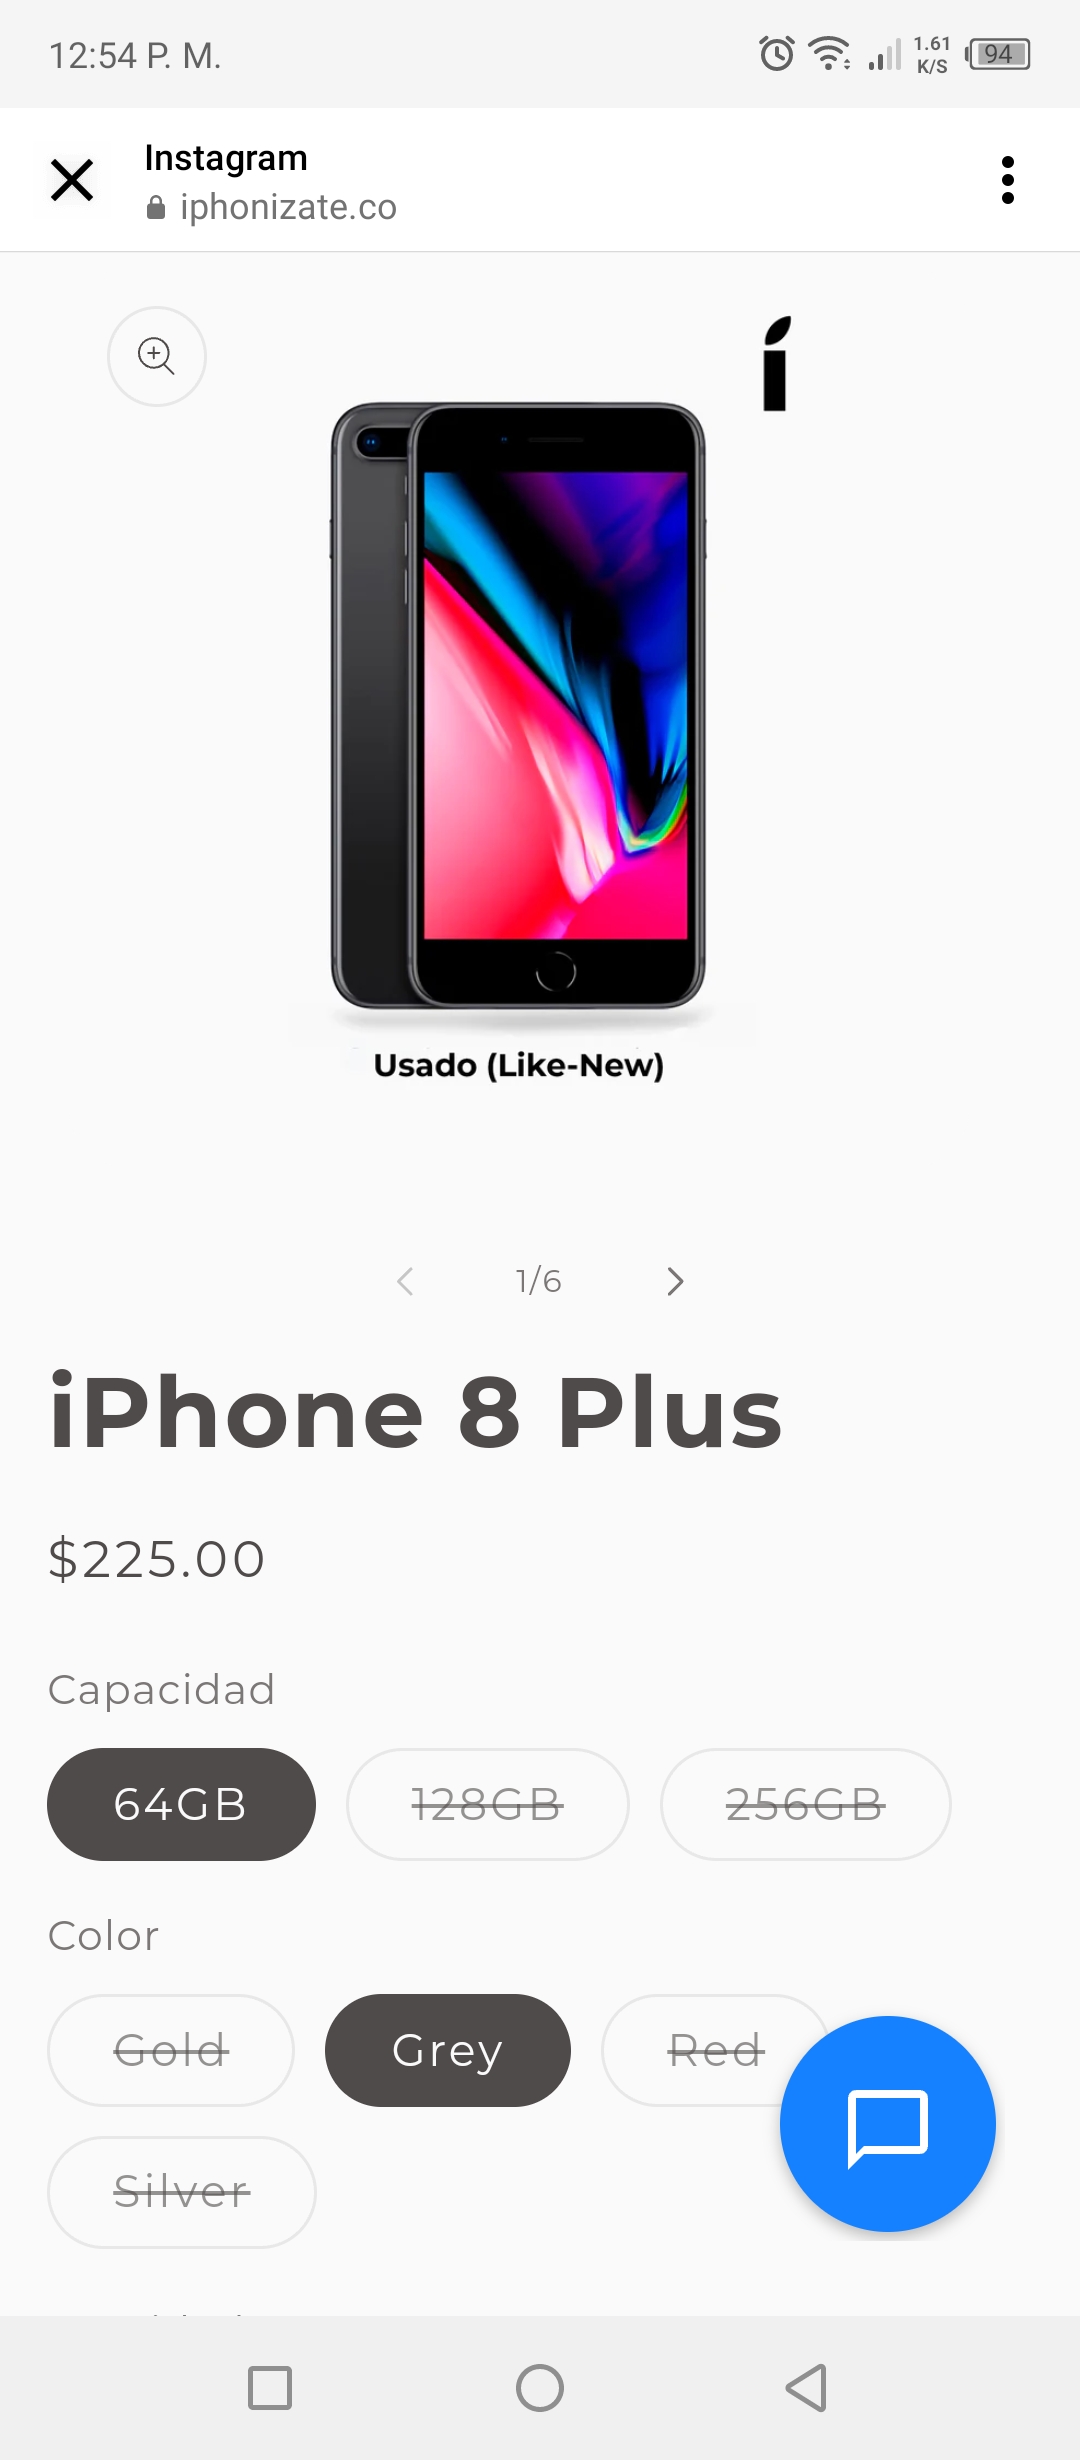 12:54 P. M.
1.61
K/S
94
Instagram
iphonizate.co
Usado (Like-New)
1/6
iPhone 8 Plus
$225.00
Capacidad
64GB 128GB 256GB
Color
Gold Grey Red
Silver